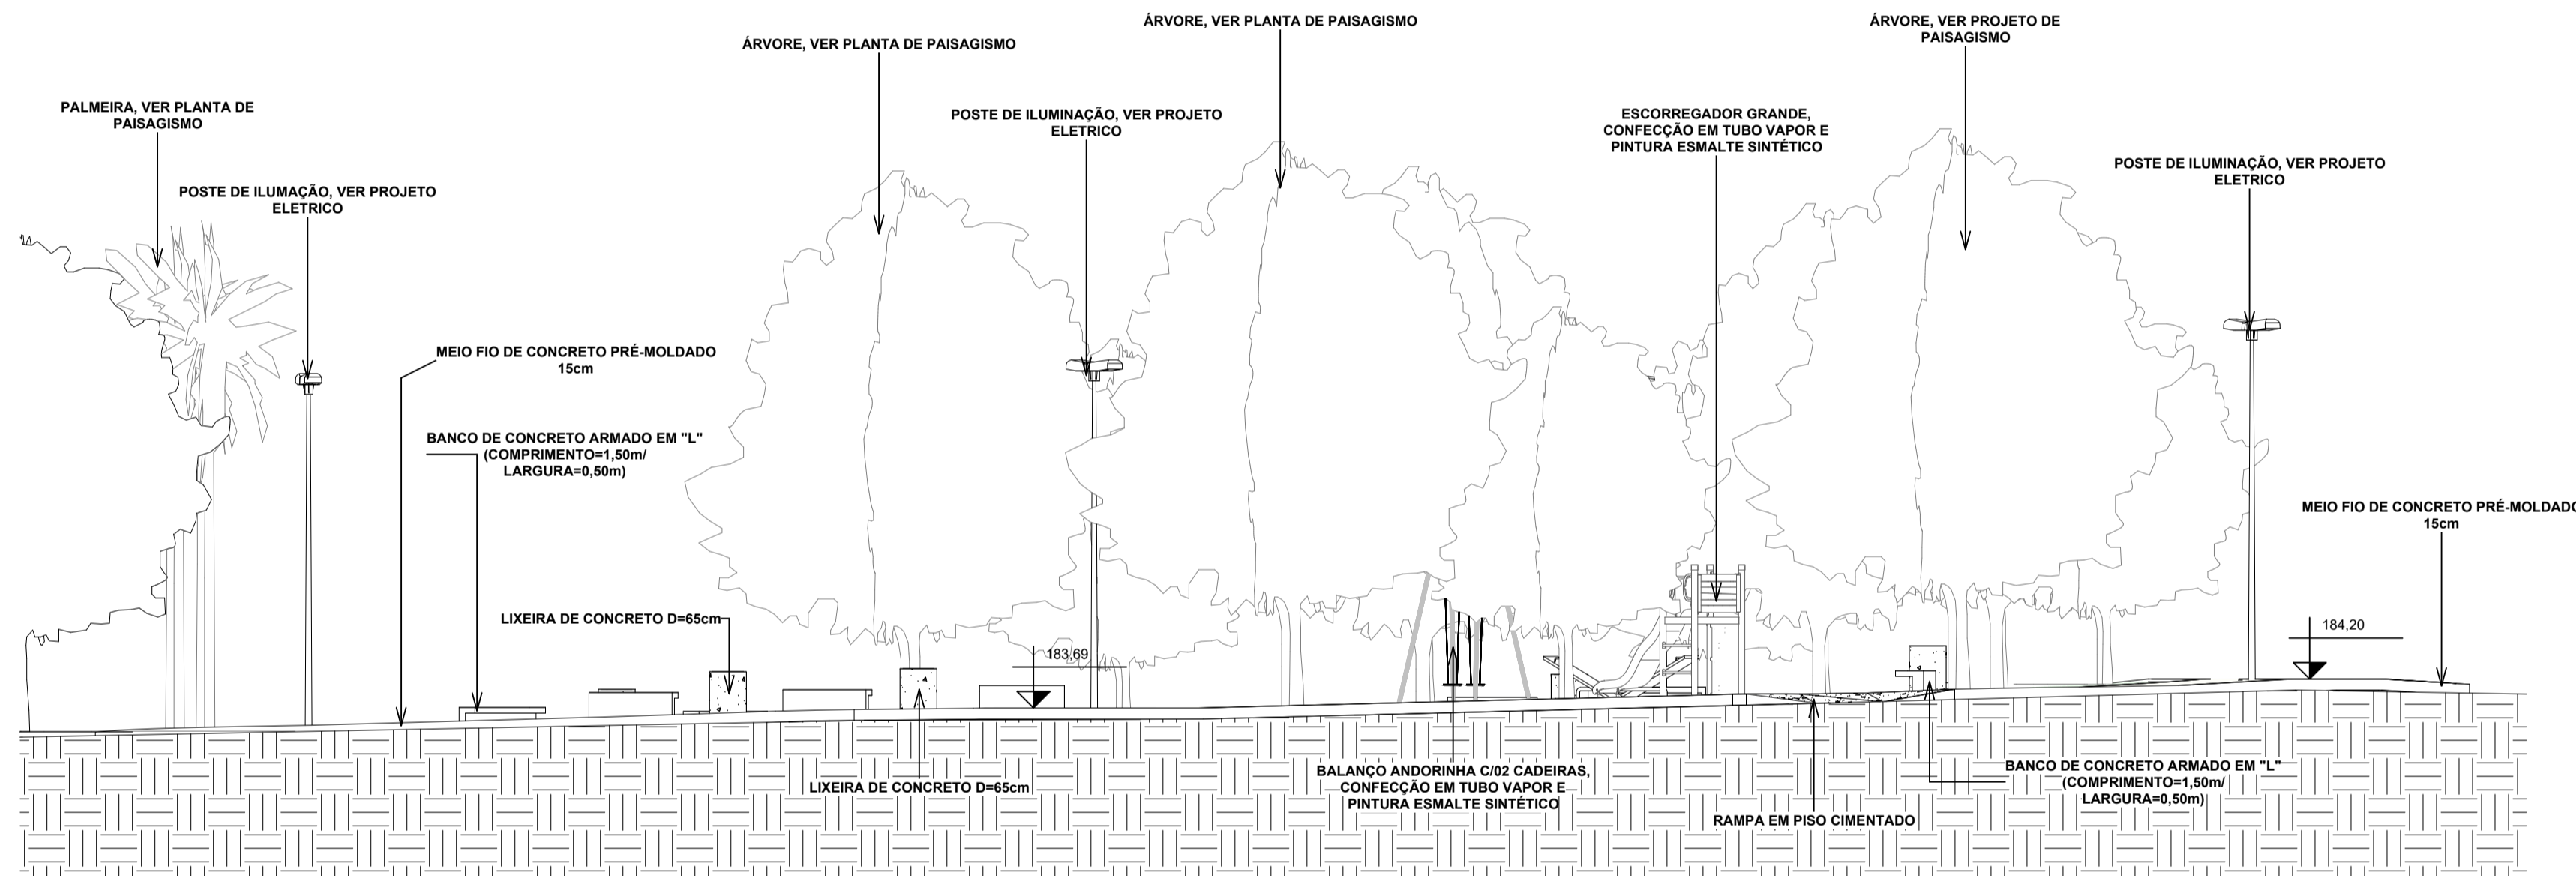 ÁRVORE, VER PLANTA DE PAISAGISMO
ÁRVORE, VER PROJETO DE
PAISAGISMO
ÁRVORE, VER PLANTA DE PAISAGISMO
PALMEIRA, VER PLANTA DE
PAISAGISMO
POSTE DE ILUMINAÇÃO, VER PROJETO
ELETRICO
ESCORREGADOR GRANDE,
CONFECÇÃO EM TUBO VAPOR E
PINTURA ESMALTE SINTÉTICO
POSTE DE ILUMINAÇÃO, VER PROJETO
ELETRICO
POSTE DE ILUMAÇÃO, VER PROJETO
ELETRICO
MEIO FIO DE CONCRETO PRÉ-MOLDADO
15cm
BANCO DE CONCRETO ARMADO EM "L"
(COMPRIMENTO=1,50m/
LARGURA=0,50m)
MEIO FIO DE CONCRETO PRÉ-MOLDADO
15cm
LIXEIRA DE CONCRETO D=65cm
184,20
183,69
LIXEIRA DE CONCRETO D=65cm
BALANÇO ANDORINHA C/02 CADEIRAS,
CONFECÇÃO EM TUBO VAPOR E
PINTURA ESMALTE SINTÉTICO
BANCO DE CONCRETO ARMADO EM "L"
(COMPRIMENTO=1,50m/
LARGURA=0,50m)
RAMPA EM PISO CIMENTADO